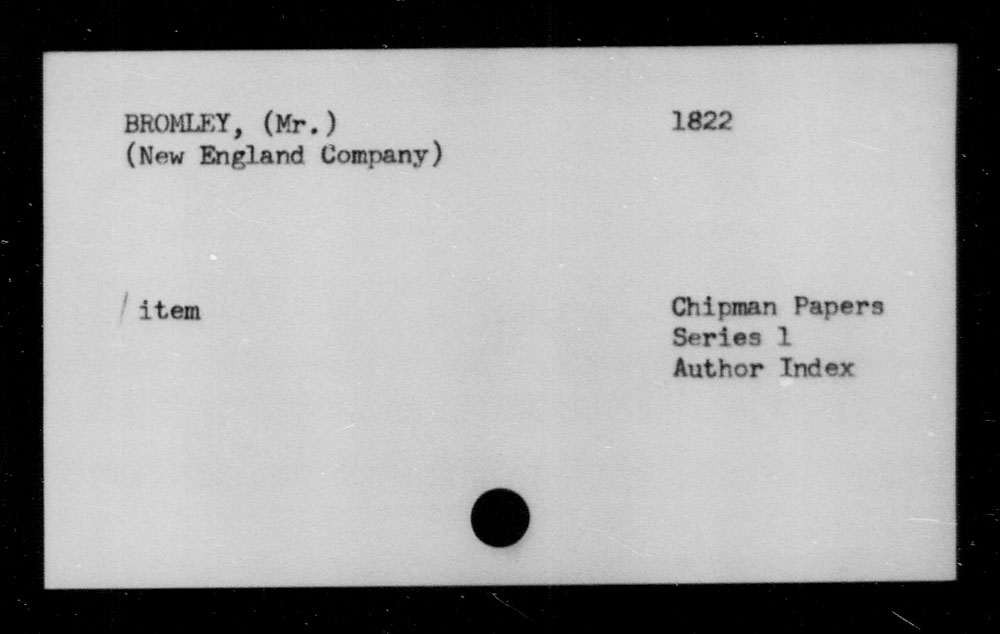 BROMLEY, (Mr.)
1822
(New England Company)
/ item
Chipman Papers
Series 1
Author Index